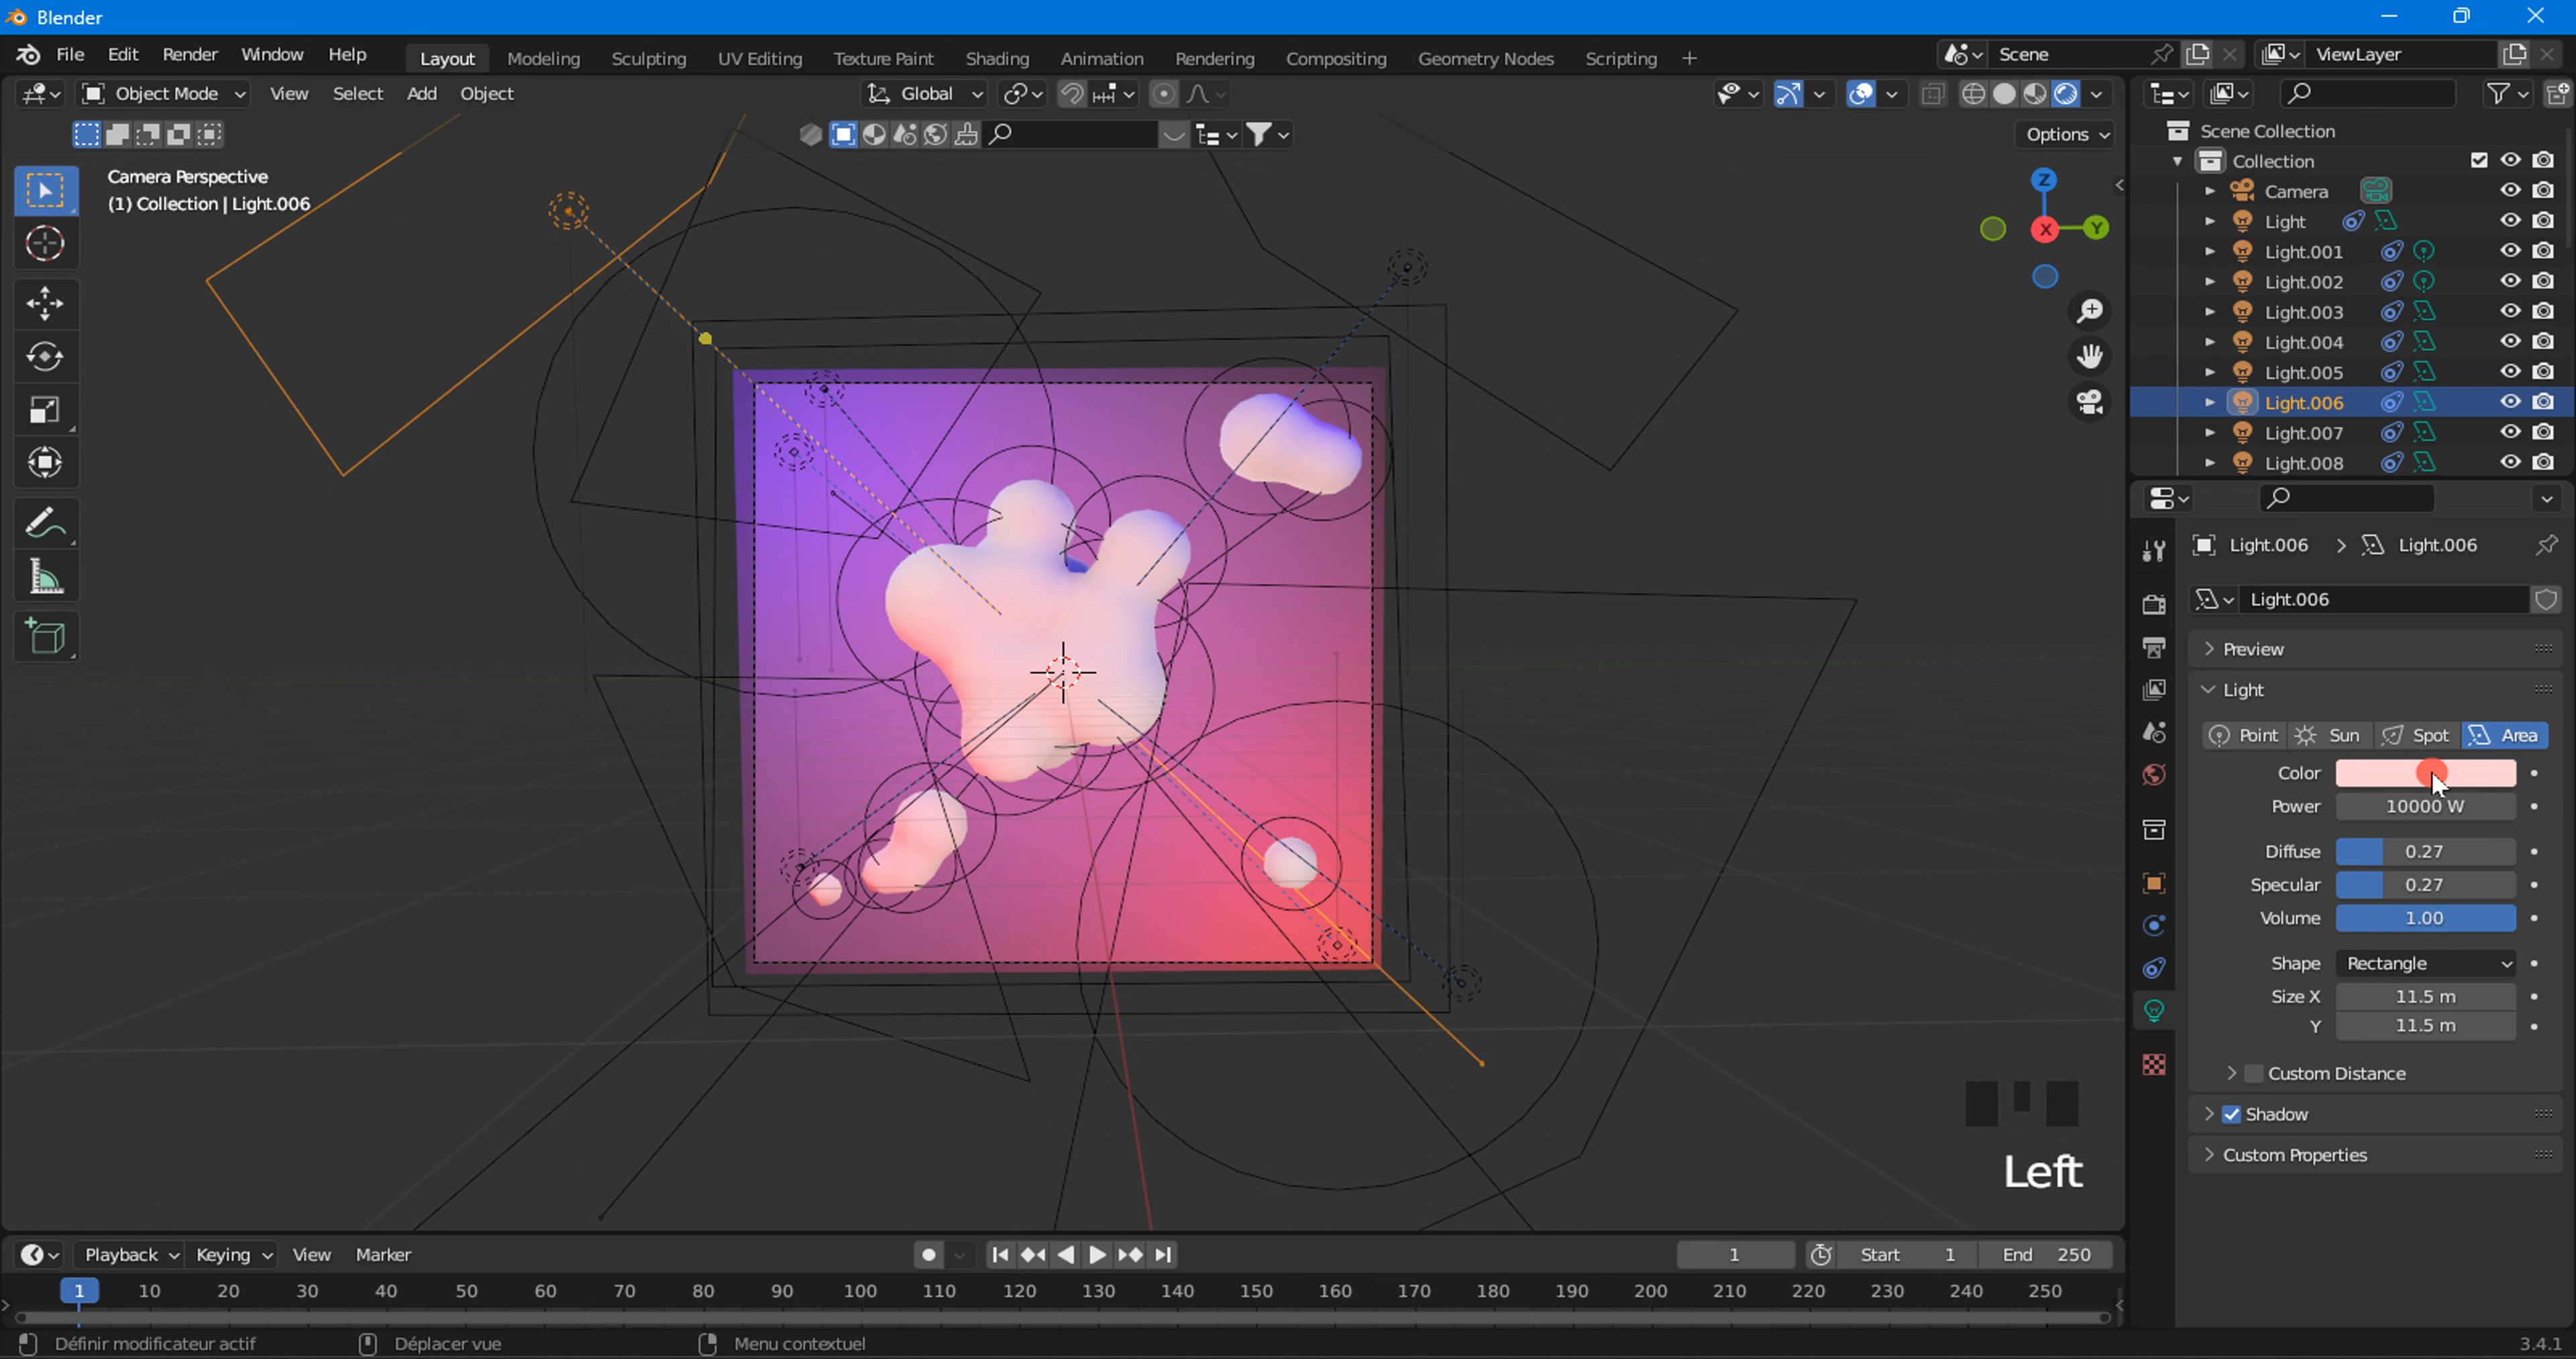 Blender
File Edit Render Window Help Layout Modeling Sculpting UV Editing Texture Paint Shading Animation Rendering Compositing Geometry Nodes Scripting + Scene ViewLayer
Object Mode View Select Add Object Global
Options
Camera Perspective
(1) Collection | Light.006
Z
X
Y
Scene Collection
Collection
Camera
Light
Light.001
Light.002
Light.003
Light.004
Light.005
Light.006
Light.007
Light.008
Light.006 > Light.006
Light.006
Preview
Light
Point Sun Spot Area
Color
Power 10000 W
Diffuse 0.27
Specular 0.27
Volume 1.00
Shape Rectangle
Size X 11.5 m
Y 11.5 m
Custom Distance
Shadow
Custom Properties
Left
Playback Keying View Marker 1 Start 1 End 250
1 10 20 30 40 50 60 70 80 90 100 110 120 130 140 150 160 170 180 190 200 210 220 230 240 250
Définir modificateur actif Déplacer vue Menu contextuel 3.4.1